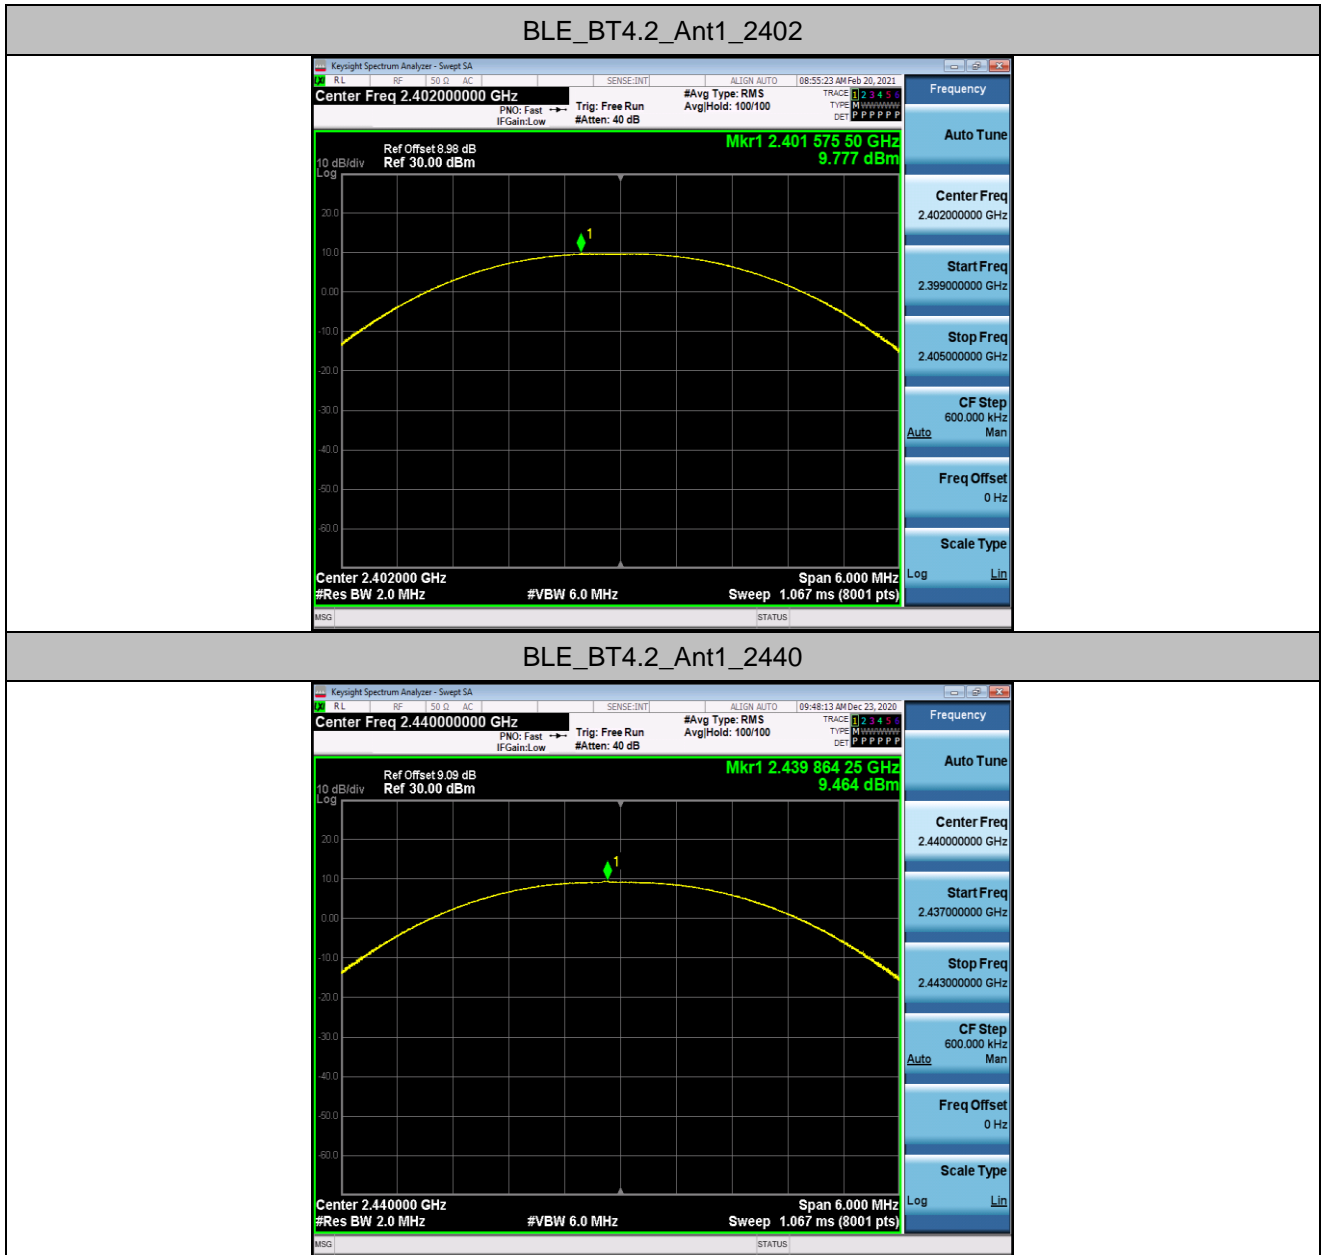 BLE_BT4.2_Ant1_2402
Keysight Spectrum Analyzer - Swept SA
RL RF 50 Ω AC SENSE:INT ALIGN AUTO 08:55:23 AM Feb 20, 2021
Center Freq 2.402000000 GHz
PNO: Fast
IFGain:Low
Trig: Free Run
#Atten: 40 dB
#Avg Type: RMS
Avg|Hold: 100/100
TRACE 1 2 3 4 5 6
TYPE M WWWWW
DET P P P P P P
Frequency
Mkr1 2.401 575 50 GHz
9.777 dBm
Ref Offset 8.98 dB
10 dB/div Ref 30.00 dBm
Log
1
20.0
10.0
0.00
-10.0
-20.0
-30.0
-40.0
-50.0
-60.0
Center 2.402000 GHz Span 6.000 MHz
#Res BW 2.0 MHz #VBW 6.0 MHz Sweep 1.067 ms (8001 pts)
MSG STATUS
Auto Tune
Center Freq
2.402000000 GHz
Start Freq
2.399000000 GHz
Stop Freq
2.405000000 GHz
CF Step
600.000 kHz
Auto Man
Freq Offset
0 Hz
Scale Type
Log Lin
BLE_BT4.2_Ant1_2440
Keysight Spectrum Analyzer - Swept SA
RL RF 50 Ω AC SENSE:INT ALIGN AUTO 09:48:13 AM Dec 23, 2020
Center Freq 2.440000000 GHz
PNO: Fast
IFGain:Low
Trig: Free Run
#Atten: 40 dB
#Avg Type: RMS
Avg|Hold: 100/100
TRACE 1 2 3 4 5 6
TYPE M WWWWW
DET P P P P P P
Frequency
Mkr1 2.439 864 25 GHz
9.464 dBm
Ref Offset 9.09 dB
10 dB/div Ref 30.00 dBm
Log
1
20.0
10.0
0.00
-10.0
-20.0
-30.0
-40.0
-50.0
-60.0
Center 2.440000 GHz Span 6.000 MHz
#Res BW 2.0 MHz #VBW 6.0 MHz Sweep 1.067 ms (8001 pts)
MSG STATUS
Auto Tune
Center Freq
2.440000000 GHz
Start Freq
2.437000000 GHz
Stop Freq
2.443000000 GHz
CF Step
600.000 kHz
Auto Man
Freq Offset
0 Hz
Scale Type
Log Lin